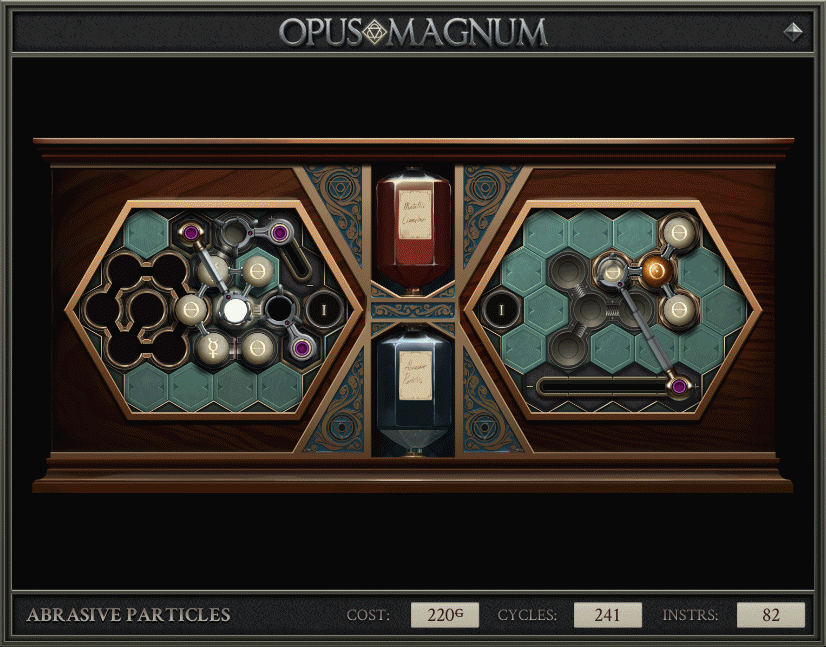 OPUS MAGNUM
I
I
ABRASIVE PARTICLES
COST: 220G
CYCLES: 241
INSTRS: 82